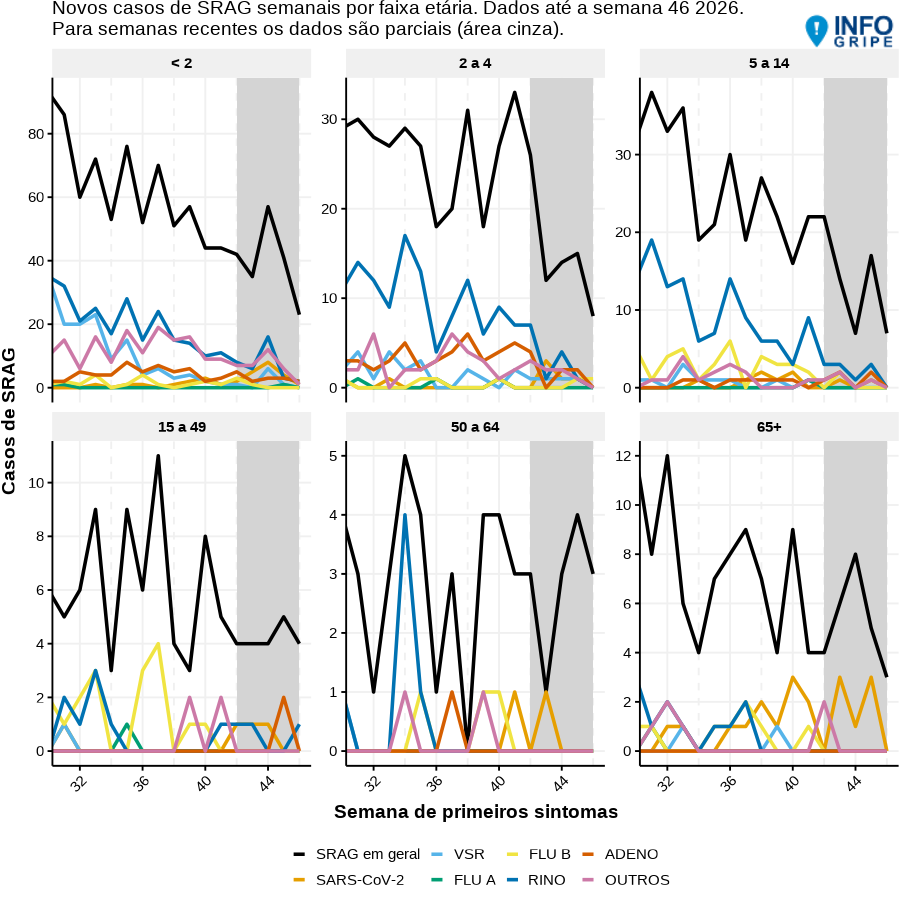 Novos casos de SRAG semanais por faixa etária. Dados até a semana 46 2026.
Para semanas recentes os dados são parciais (área cinza).
INFO
GRIPE
< 2
2 a 4
5 a 14
80
60
40
20
0
30
20
10
0
30
20
10
0
Casos de SRAG
15 a 49
50 a 64
65+
10
8
6
4
2
0
5
4
3
2
1
0
12
10
8
6
4
2
0
32
36
40
44
32
36
40
44
32
36
40
44
Semana de primeiros sintomas
SRAG em geral
VSR
FLU B
ADENO
SARS-CoV-2
FLU A
RINO
OUTROS